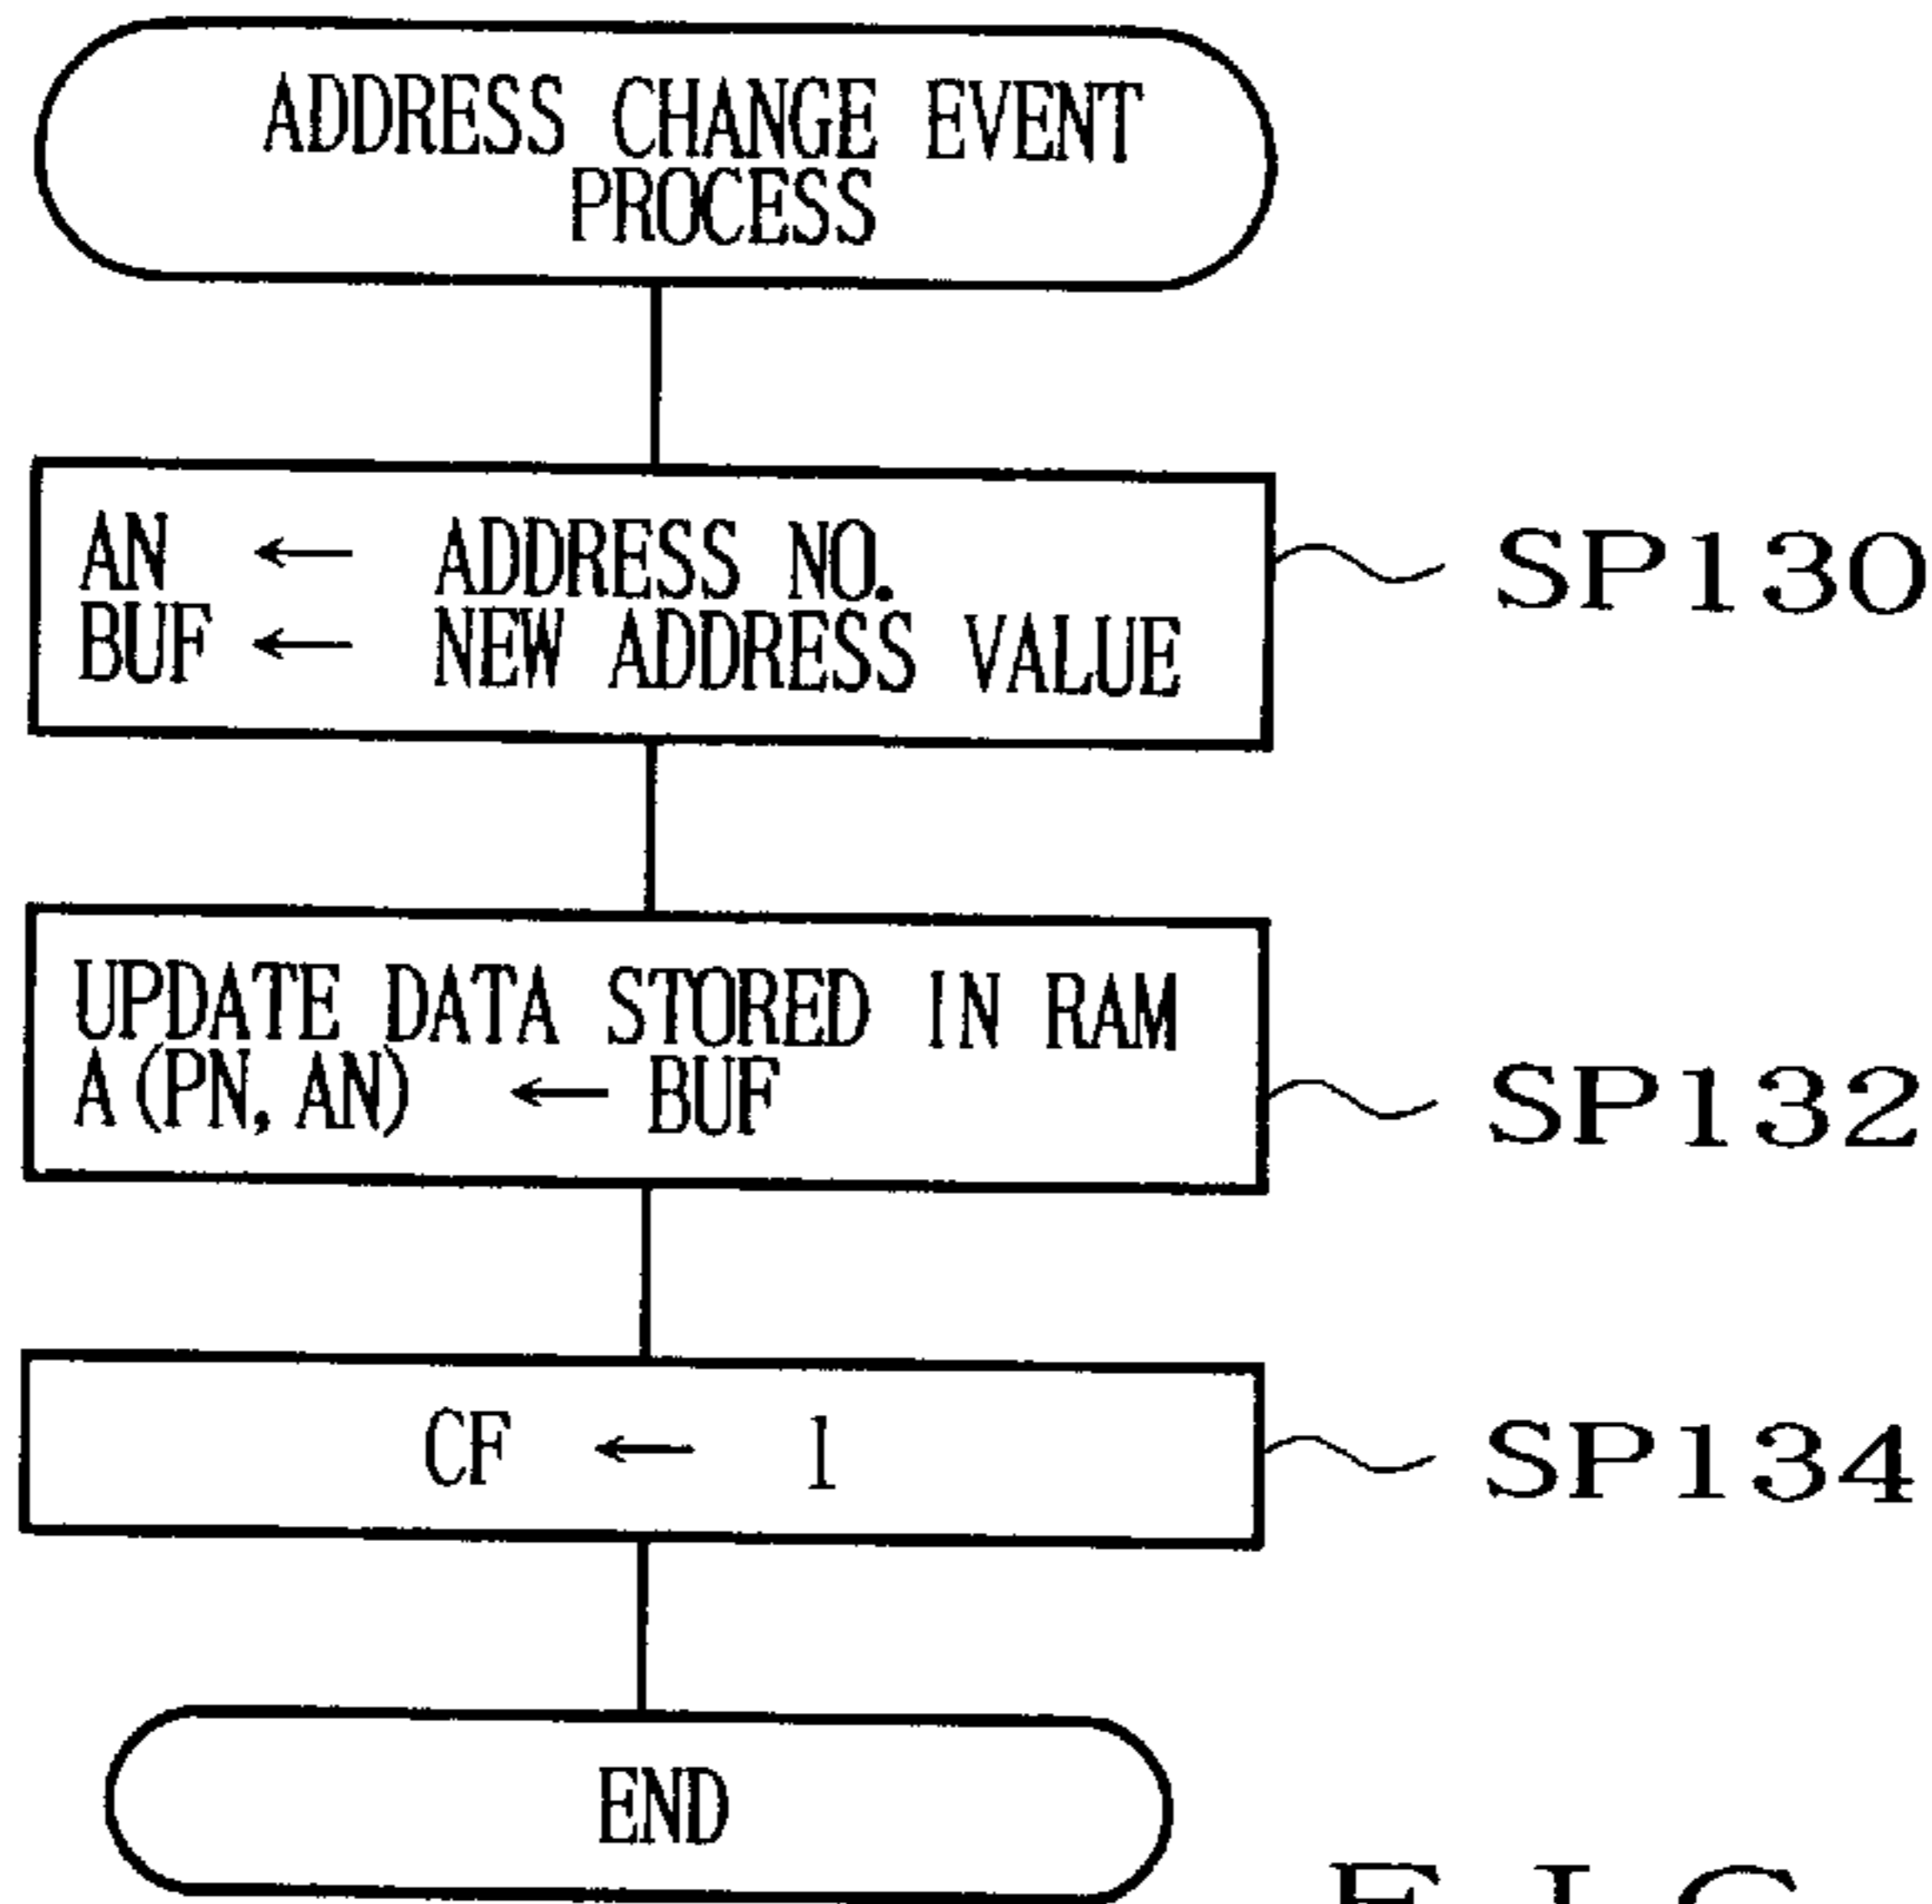 ADDRESS CHANGE EVENT
PROCESS
AN ← ADDRESS NO.
BUF ← NEW ADDRESS VALUE
SP130
UPDATE DATA STORED IN RAM
A(PN, AN) ← BUF
SP132
CF ← 1
SP134
END